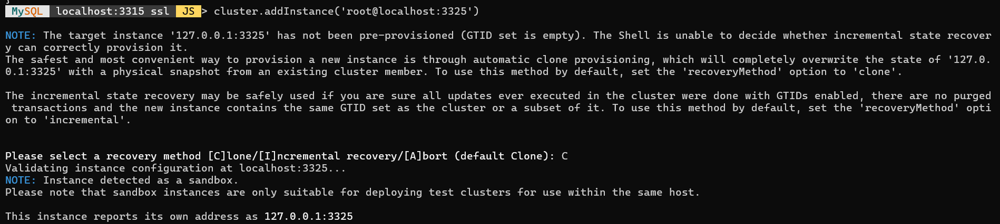 MySQL localhost:3315 ssl JS > cluster.addInstance('root@localhost:3325')
NOTE: The target instance '127.0.0.1:3325' has not been pre-provisioned (GTID set is empty). The Shell is unable to decide whether incremental state recover
y can correctly provision it.
The safest and most convenient way to provision a new instance is through automatic clone provisioning, which will completely overwrite the state of '127.0.
0.1:3325' with a physical snapshot from an existing cluster member. To use this method by default, set the 'recoveryMethod' option to 'clone'.
The incremental state recovery may be safely used if you are sure all updates ever executed in the cluster were done with GTIDs enabled, there are no purged
transactions and the new instance contains the same GTID set as the cluster or a subset of it. To use this method by default, set the 'recoveryMethod' opti
on to 'incremental'.
Please select a recovery method [C]lone/[I]ncremental recovery/[A]bort (default Clone): C
Validating instance configuration at localhost:3325...
NOTE: Instance detected as a sandbox.
Please note that sandbox instances are only suitable for deploying test clusters for use within the same host.
This instance reports its own address as 127.0.0.1:3325